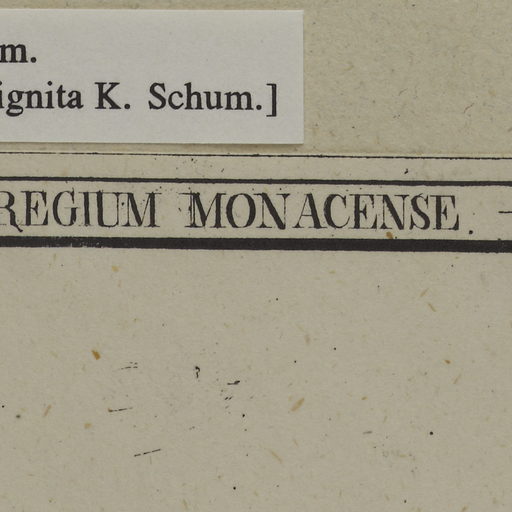 m.
ignita K. Schum.]
REGIUM MONACENSE. —